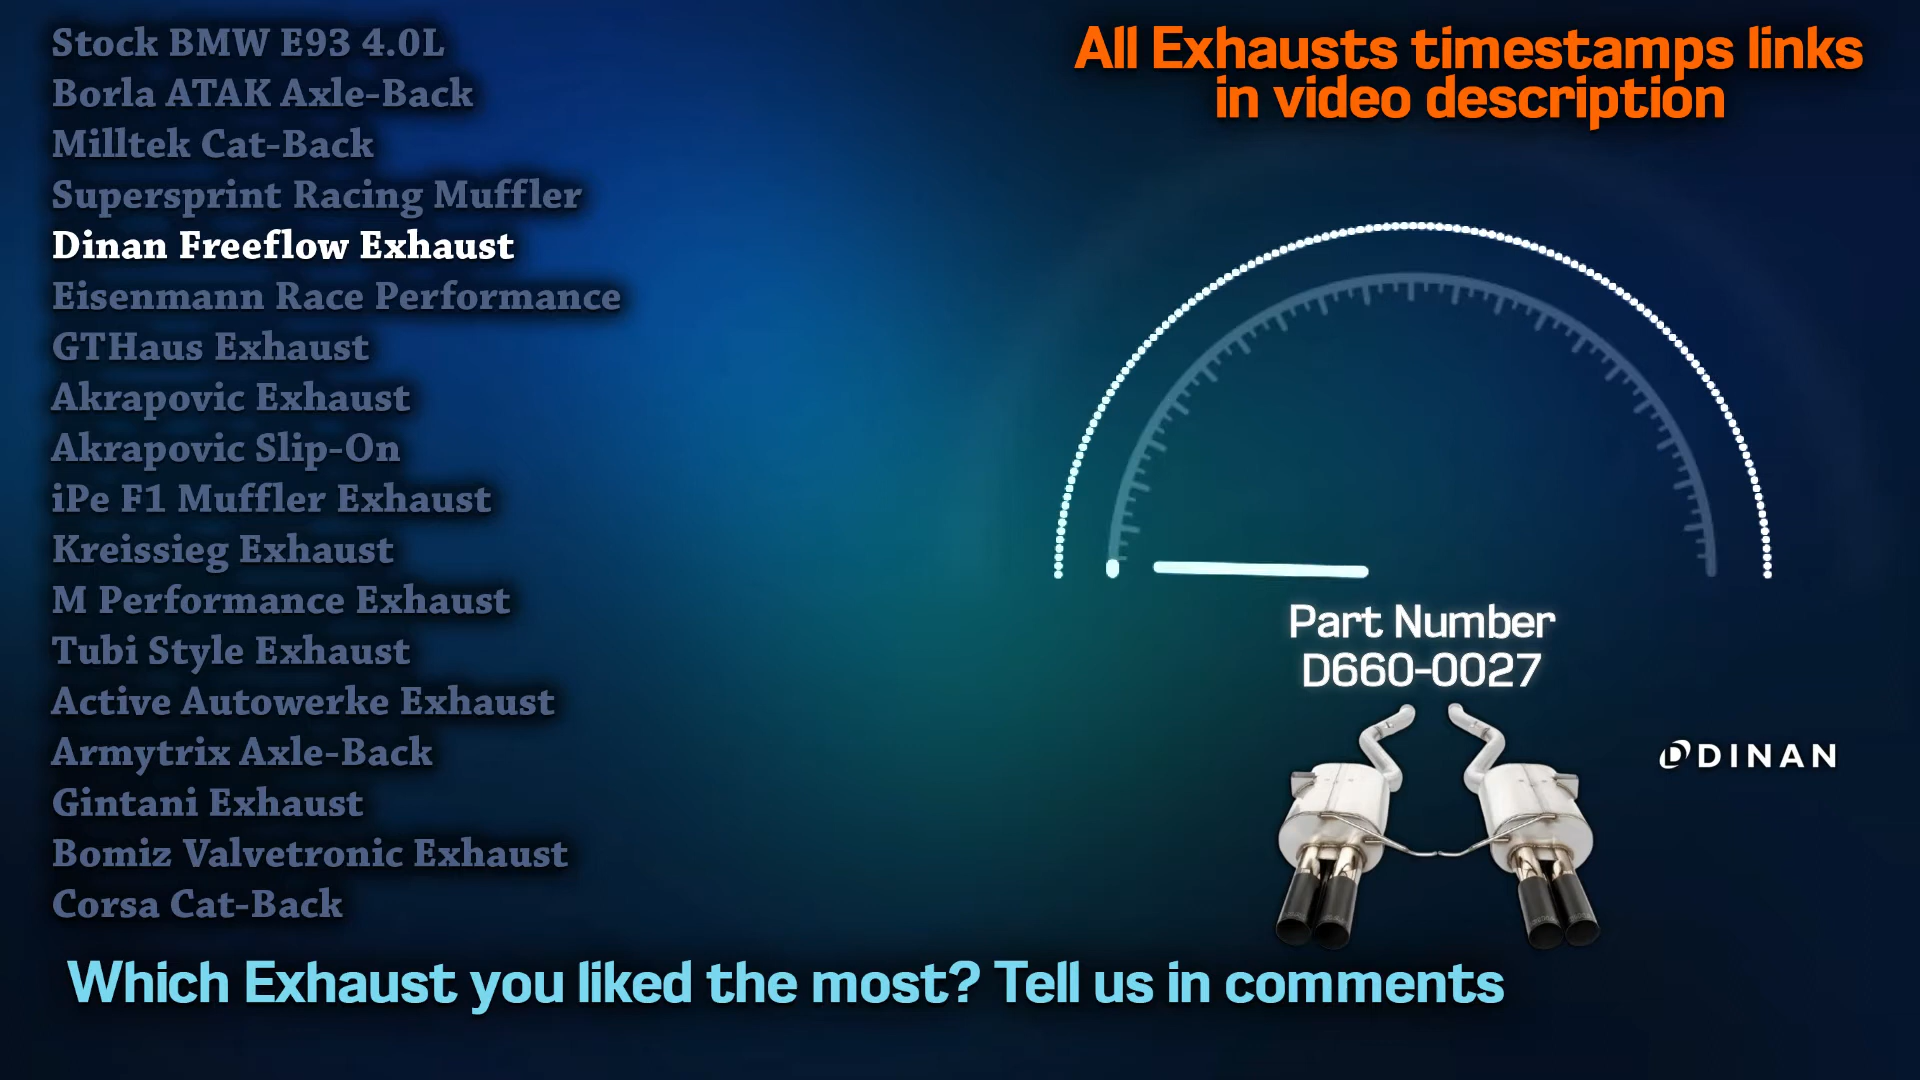 Stock BMW E93 4.0L
Borla ATAK Axle-Back
Milltek Cat-Back
Supersprint Racing Muffler
Dinan Freeflow Exhaust
Eisenmann Race Performance
GTHaus Exhaust
Akrapovic Exhaust
Akrapovic Slip-On
iPe F1 Muffler Exhaust
Kreissieg Exhaust
M Performance Exhaust
Tubi Style Exhaust
Active Autowerke Exhaust
Armytrix Axle-Back
Gintani Exhaust
Bomiz Valvetronic Exhaust
Corsa Cat-Back
All Exhausts timestamps links
in video description
Part Number
D660-0027
DINAN
Which Exhaust you liked the most? Tell us in comments